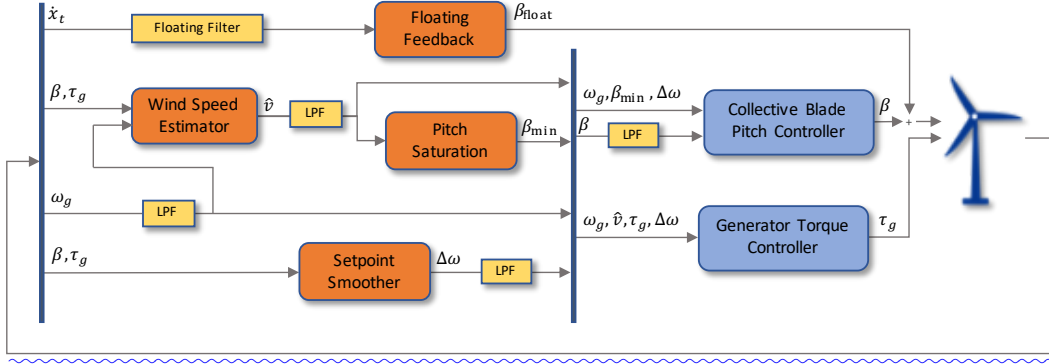 ẋ_t
Floating Filter
Floating
Feedback
β_float
β, τ_g
Wind Speed
Estimator
v̂
LPF
Pitch
Saturation
β_min
ω_g, β_min , Δω
β
LPF
Collective Blade
Pitch Controller
β
+
ω_g
LPF
ω_g, v̂, τ_g, Δω
Generator Torque
Controller
τ_g
β, τ_g
Setpoint
Smoother
Δω
LPF